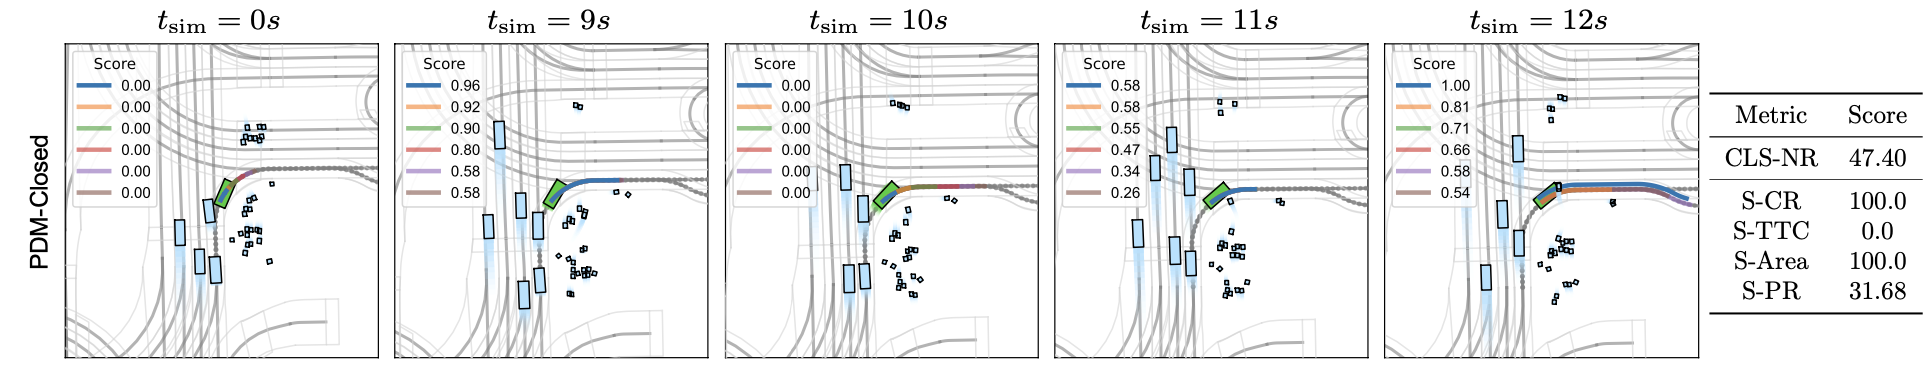 t_sim = 0s
t_sim = 9s
t_sim = 10s
t_sim = 11s
t_sim = 12s
PDM-Closed
Score
0.00
0.00
0.00
0.00
0.00
0.00
Score
0.96
0.92
0.90
0.80
0.58
0.58
Score
0.00
0.00
0.00
0.00
0.00
0.00
Score
0.58
0.58
0.55
0.47
0.34
0.26
Score
1.00
0.81
0.71
0.66
0.58
0.54
Metric Score
CLS-NR 47.40
S-CR 100.0
S-TTC 0.0
S-Area 100.0
S-PR 31.68